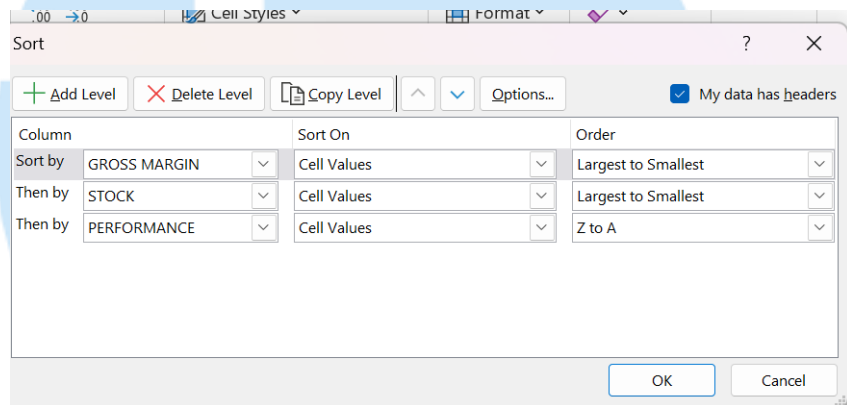 .00 →.0 Cell Styles Format
Sort ?
Add Level Delete Level Copy Level Options... My data has headers
Column Sort On Order
Sort by GROSS MARGIN Cell Values Largest to Smallest
Then by STOCK Cell Values Largest to Smallest
Then by PERFORMANCE Cell Values Z to A
OK Cancel